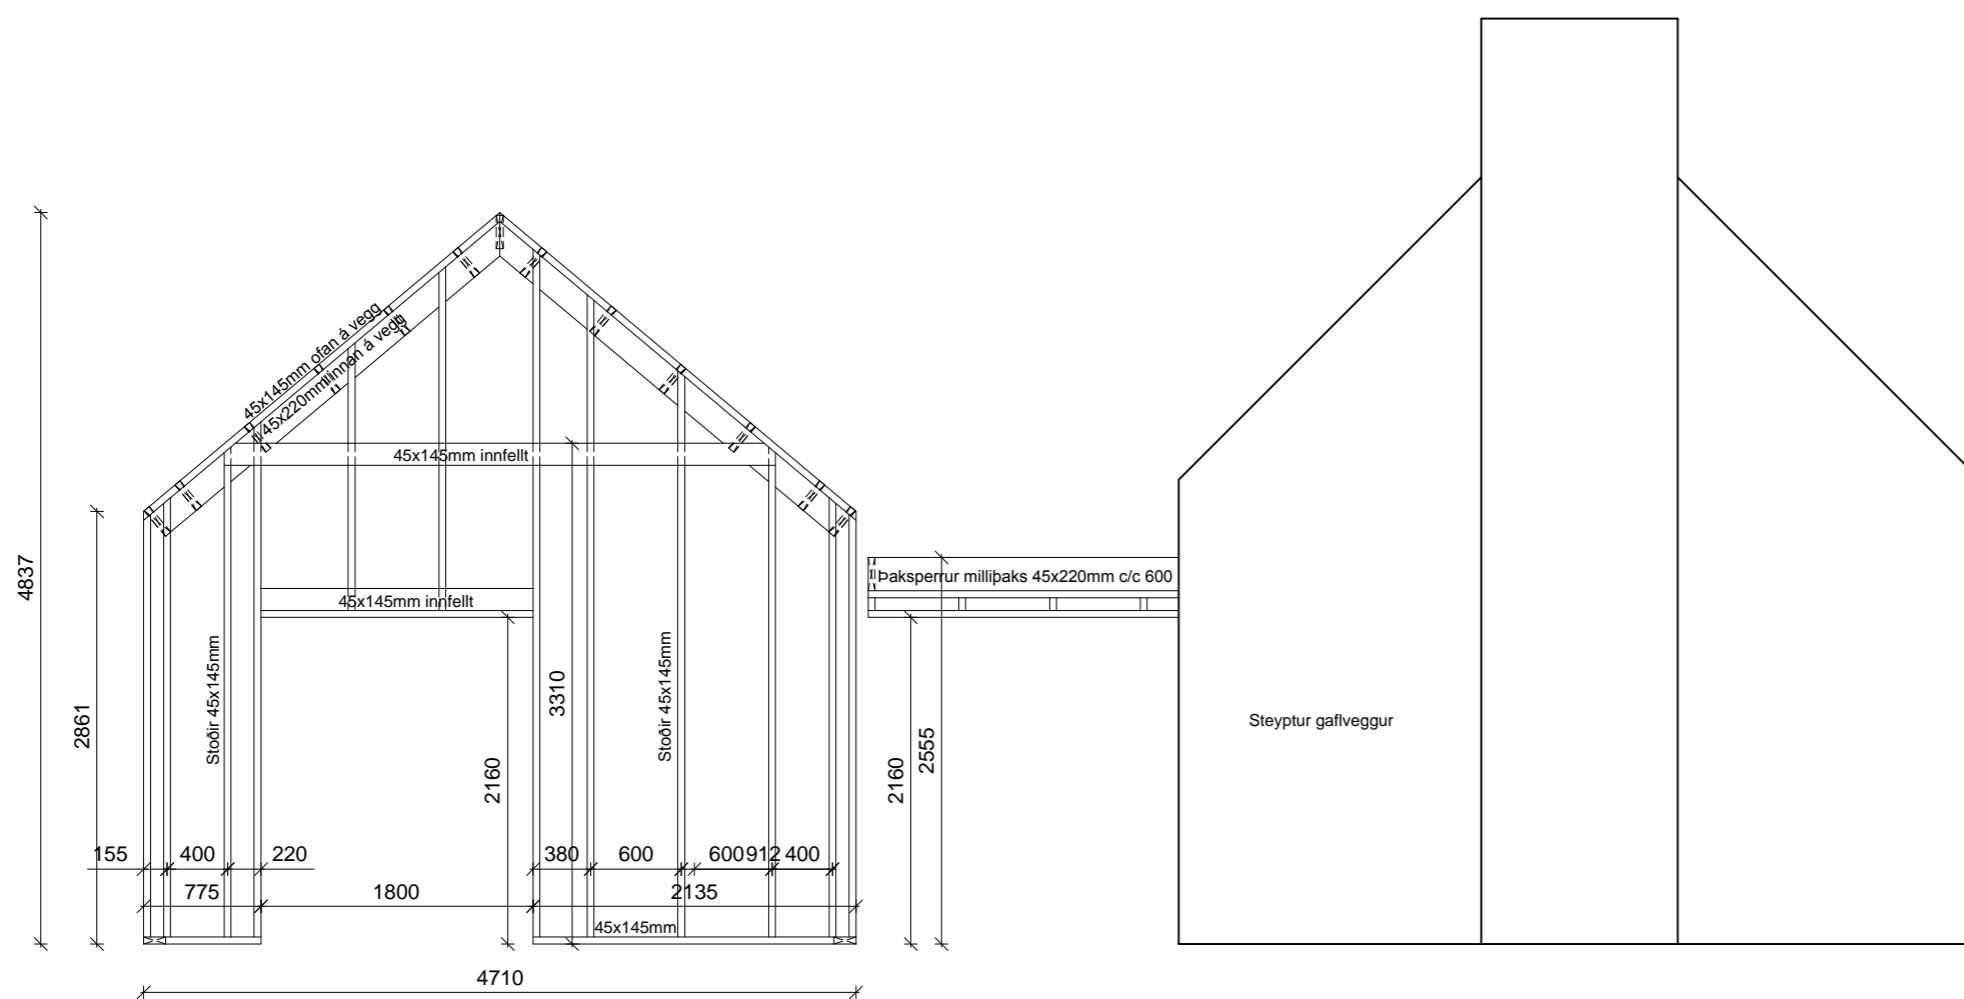 45x145mm ofan á vegg
45x220mm innan á vegg
45x145mm innfellt
4837
2861
45x145mm innfellt
Þaksperrur milliþaks 45x220mm c/c 600
Stoðir 45x145mm
3310
Stoðir 45x145mm
2160
2160
2555
Steyptur gaflveggur
155
400
220
380
600
600
912
400
775
1800
2135
45x145mm
4710